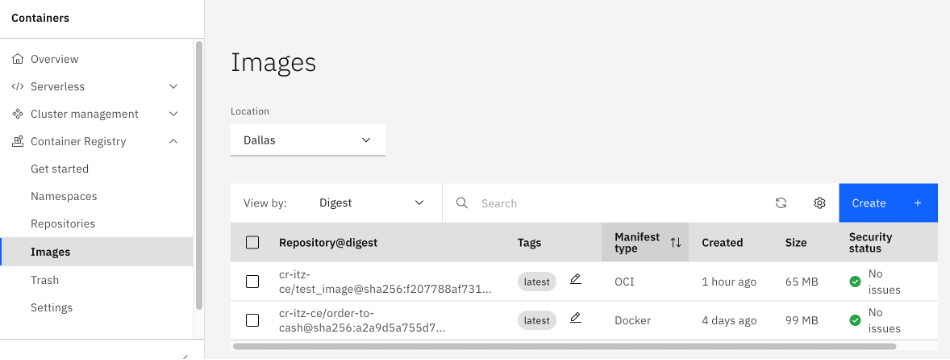 Containers
Overview
Serverless
Cluster management
Container Registry
Get started
Namespaces
Repositories
Images
Trash
Settings
Images
Location
Dallas
View by: Digest Search Create +
Repository@digest Tags Manifest type Created Size Security status
cr-itz-
ce/test_image@sha256:f207788af731... latest OCI 1 hour ago 65 MB No issues
cr-itz-ce/order-to-
cash@sha256:a2a9d5a755d7... latest Docker 4 days ago 99 MB No issues